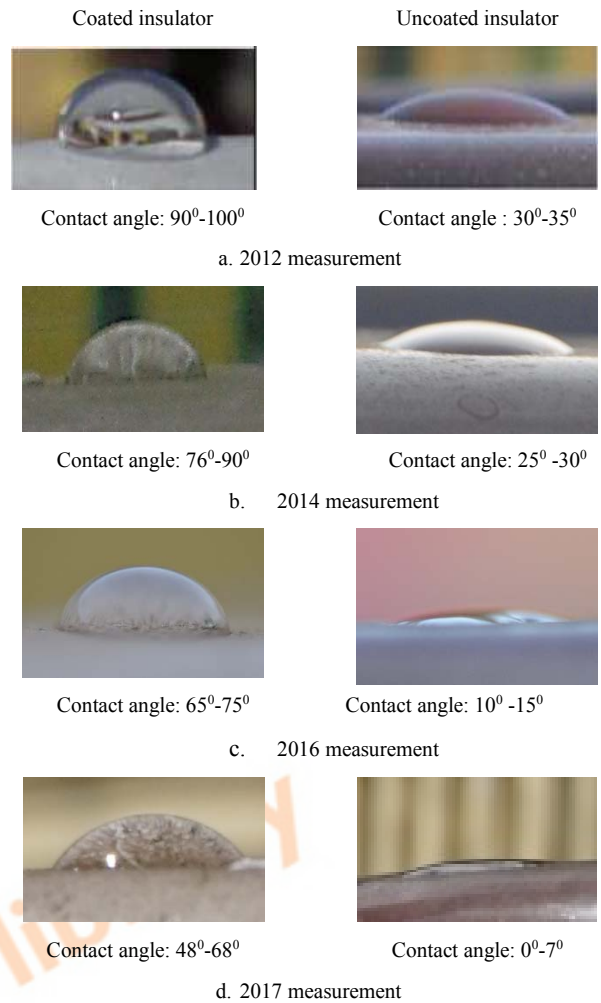 Coated insulator Uncoated insulator
Contact angle: 90⁰-100⁰ Contact angle : 30⁰-35⁰
a. 2012 measurement
Contact angle: 76⁰-90⁰ Contact angle: 25⁰ -30⁰
b. 2014 measurement
Contact angle: 65⁰-75⁰ Contact angle: 10⁰ -15⁰
c. 2016 measurement
Contact angle: 48⁰-68⁰ Contact angle: 0⁰-7⁰
d. 2017 measurement